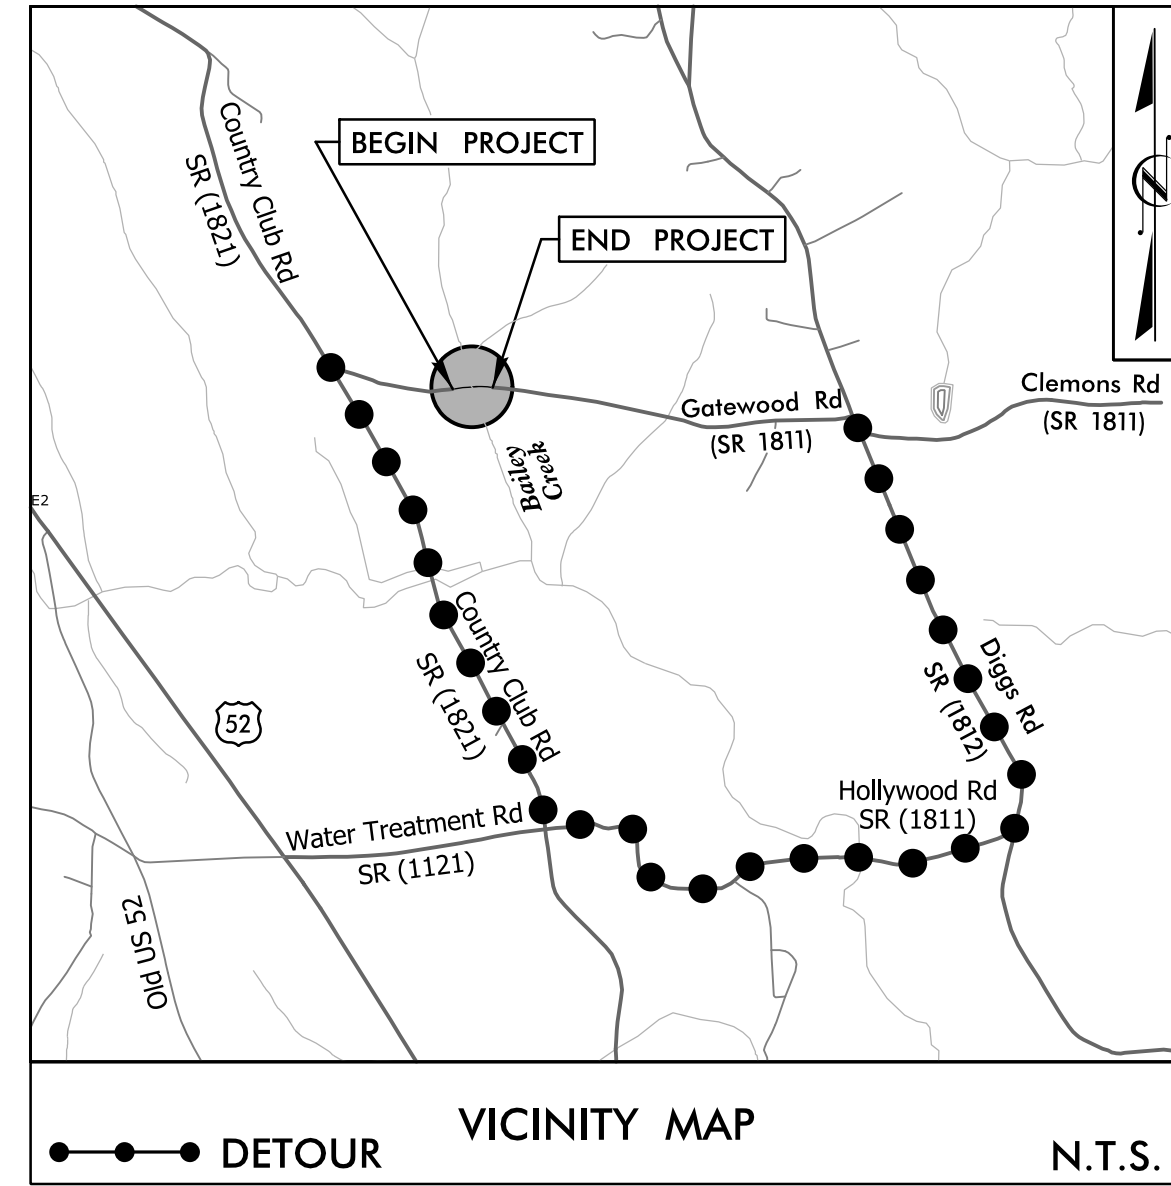 Country Club Rd
SR (1821)
BEGIN PROJECT
END PROJECT
N
Clemons Rd
(SR 1811)
Gatewood Rd
(SR 1811)
Bailey
Creek
E2
Country Club Rd
SR (1821)
Diggs Rd
SR (1812)
52
Hollywood Rd
SR (1811)
Water Treatment Rd
SR (1121)
Old US 52
VICINITY MAP
DETOUR
N.T.S.